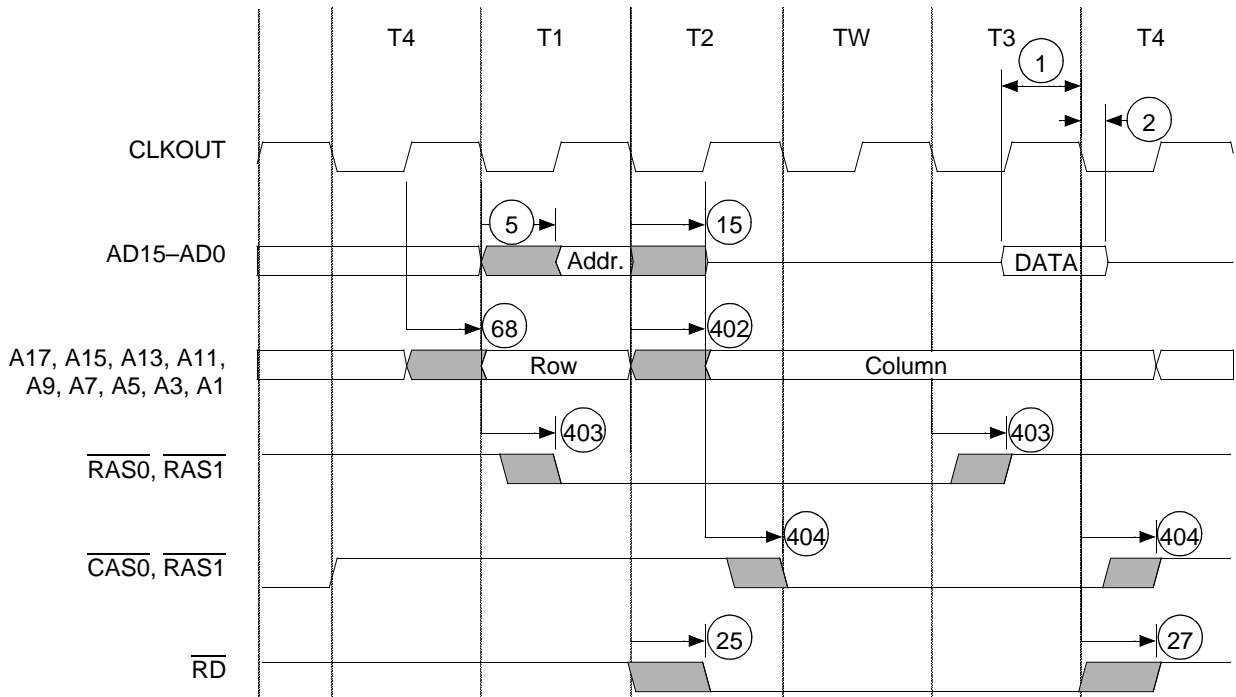 T4 T1 T2 TW T3 T4
1
2
CLKOUT
5 15
AD15–AD0 Addr. DATA
68 402
A17, A15, A13, A11,
A9, A7, A5, A3, A1
Row Column
403 403
RAS0, RAS1
404 404
CAS0, RAS1
25 27
RD